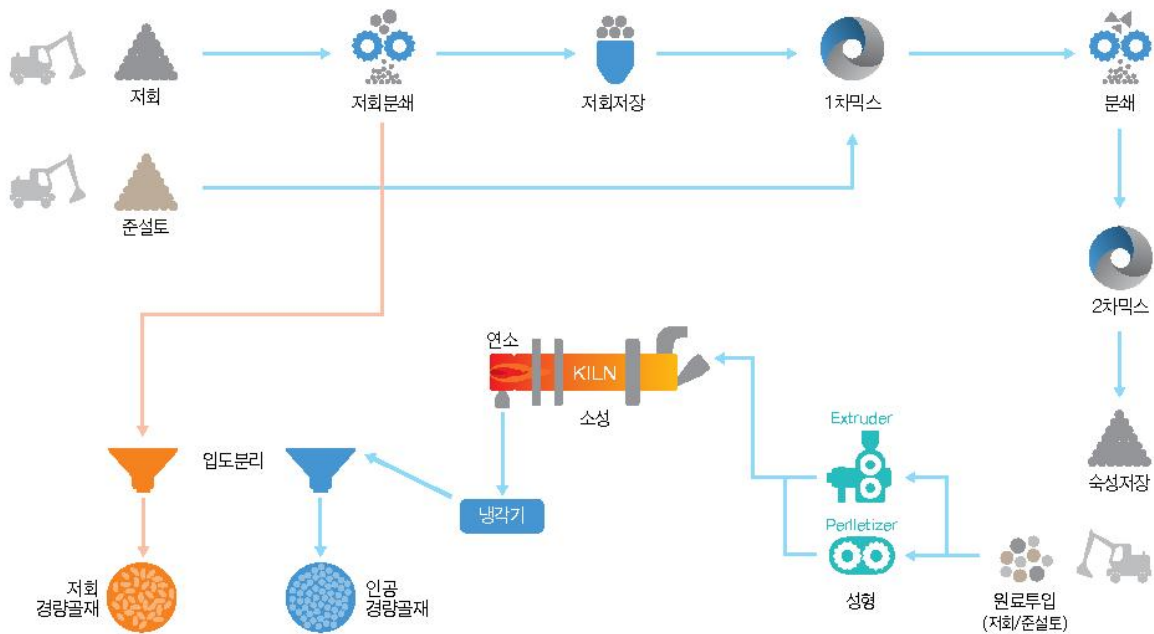 저회
저회분쇄
저회저장
1차믹스
분쇄
준설토
2차믹스
연소
KILN
소성
Extruder
숙성저장
입도분리
냉각기
Perlletizer
성형
원료투입
(저회/준설토)
저회
경량골재
인공
경량골재